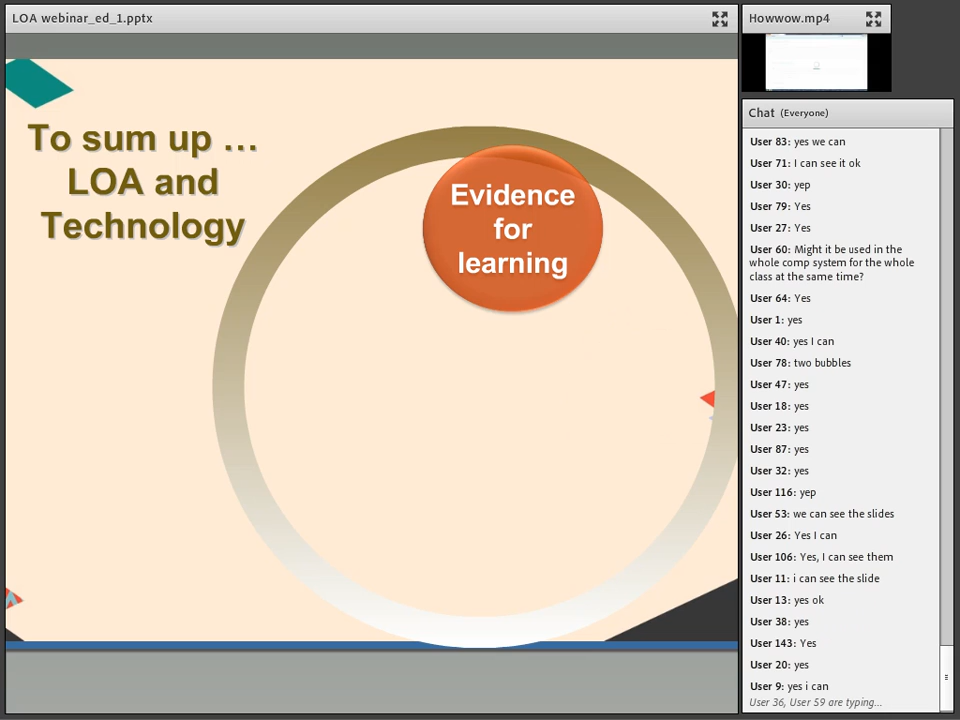 LOA webinar_ed_1.pptx
To sum up …
LOA and
Technology
Evidence
for
learning
Howwow.mp4
Chat (Everyone)
User 83: yes we can
User 71: I can see it ok
User 30: yep
User 79: Yes
User 27: Yes
User 60: Might it be used in the
whole comp system for the whole
class at the same time?
User 64: Yes
User 1: yes
User 40: yes I can
User 78: two bubbles
User 47: yes
User 18: yes
User 23: yes
User 87: yes
User 32: yes
User 116: yep
User 53: we can see the slides
User 26: Yes I can
User 106: Yes, I can see them
User 11: i can see the slide
User 13: yes ok
User 38: yes
User 143: Yes
User 20: yes
User 9: yes i can
User 36, User 59 are typing...